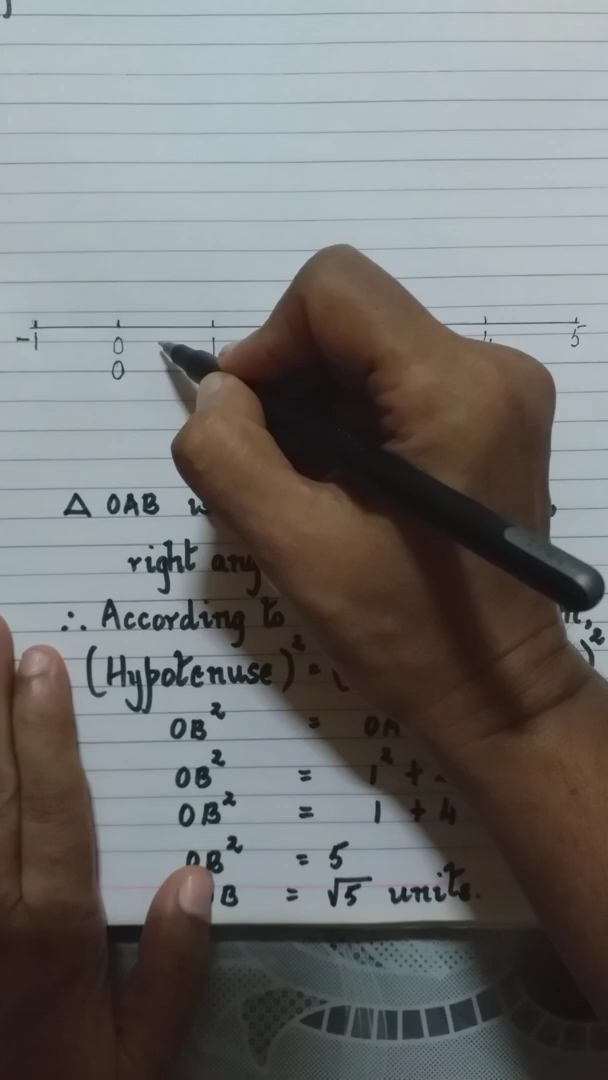 -1 0 1 5
0
Δ OAB
right
∴ According to
(Hypotenuse)² = (
OB² = OA
OB² = 1² +
OB² = 1 + 4
OB² = 5
B = √5 units.